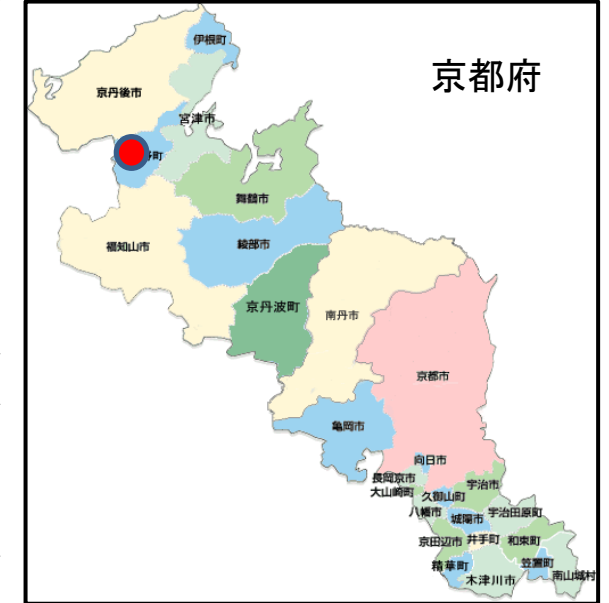 京都府
伊根町
京丹後市
宮津市
町
舞鶴市
福知山市
綾部市
京丹波町
南丹市
京都市
亀岡市
向日市
長岡京市
大山崎町
宇治市
久御山町
八幡市
宇治田原町
城陽市
京田辺市
井手町
和束町
精華町
笠置町
木津川市
南山城村